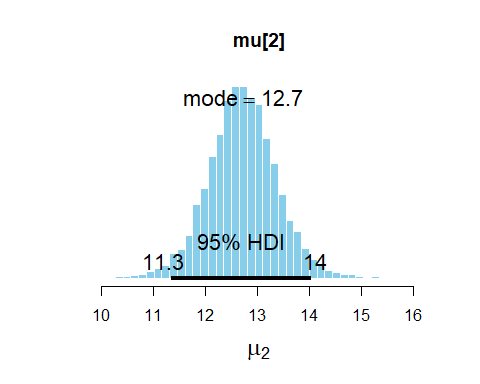 mu[2]
mode = 12.7
95% HDI
11.3 14
10 11 12 13 14 15 16
μ₂